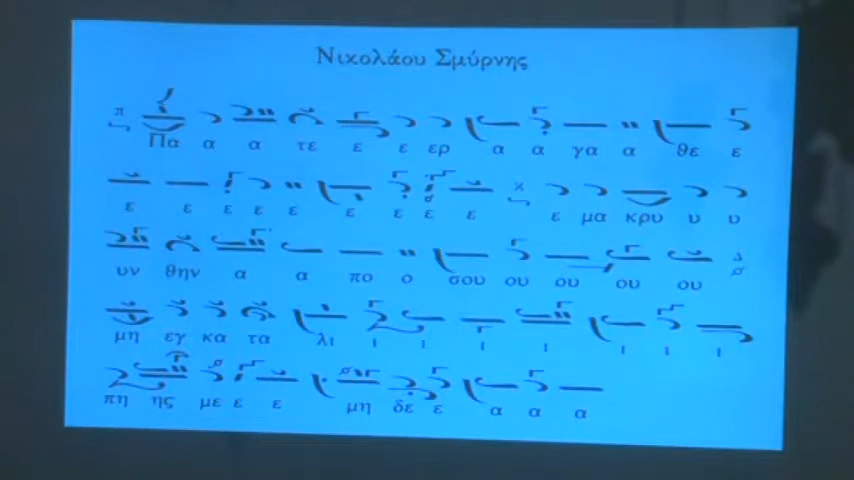 Νικολάου Σμύρνης
Πα α α τε ε ε ερ α α γα α θε ε
ε ε ε ε ε ε ε ε ε ε μα κρυ υ υ
υν θην α α πο ο σου ου ου ου ου
μη εγ κα τα λι ι ι ι ι ι ι ι
πη ης με ε ε μη δε ε α α α